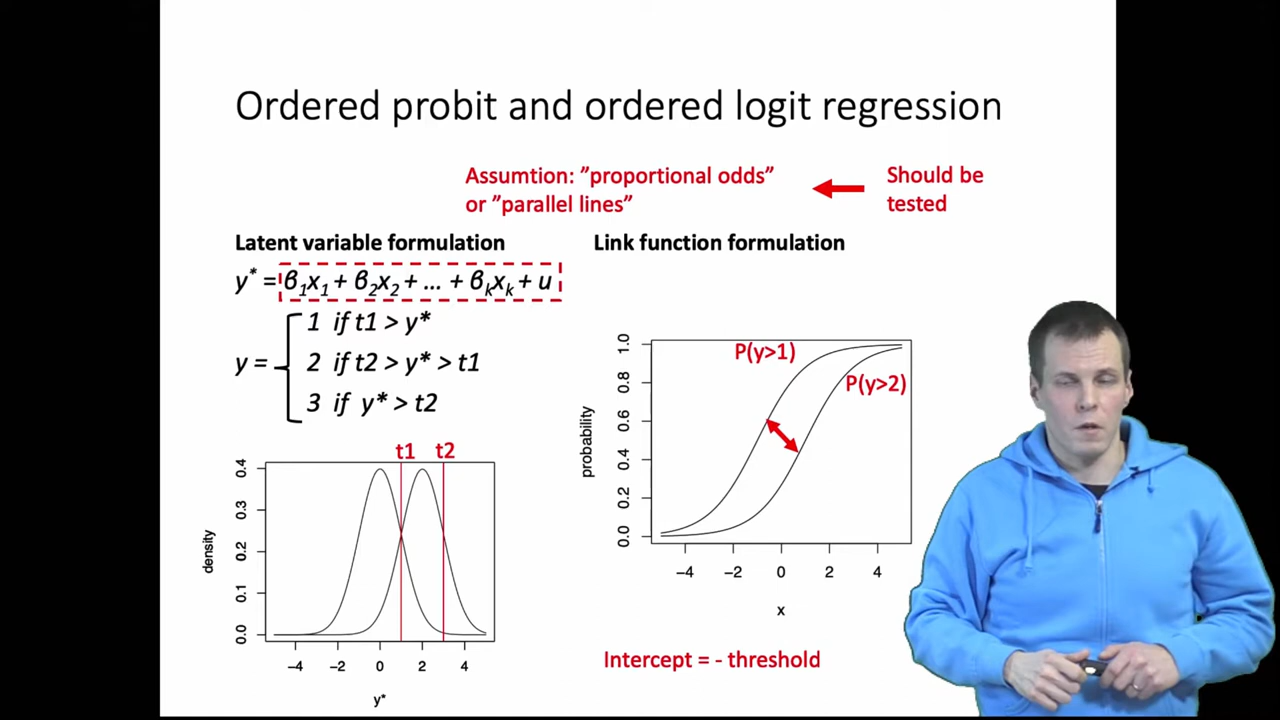 Ordered probit and ordered logit regression
Assumtion: ”proportional odds”
or ”parallel lines”
Should be
tested
Latent variable formulation
y* = β1x1 + β2x2 + … + βkxk + u
y =
1 if t1 > y*
2 if t2 > y* > t1
3 if y* > t2
t1 t2
0.4
0.3
0.2
0.1
0.0
density
−4 −2 0 2 4
y*
Link function formulation
1.0
0.8
0.6
0.4
0.2
0.0
probability
P(y>1)
P(y>2)
−4 −2 0 2 4
x
Intercept = - threshold